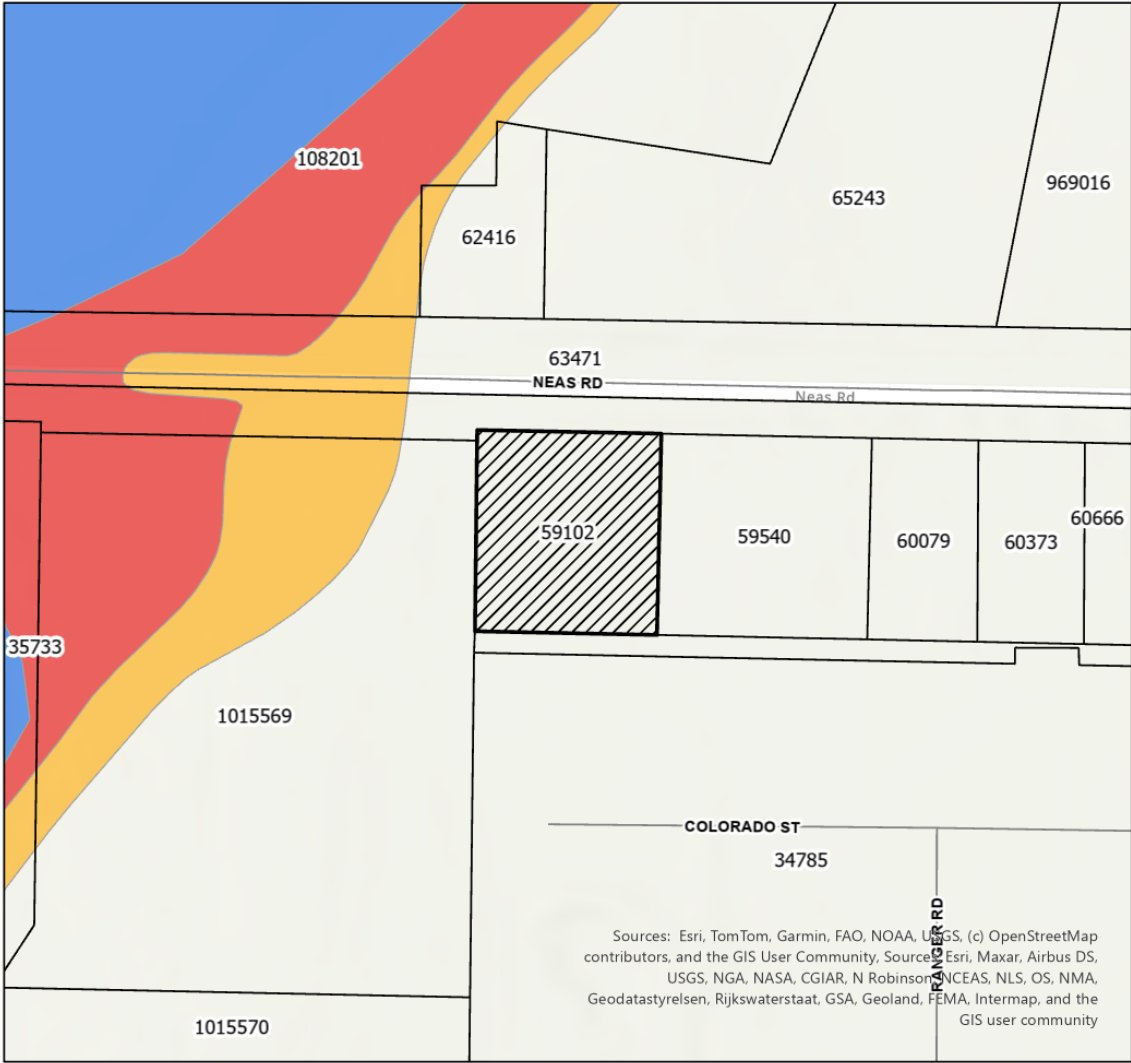 108201
969016
65243
62416
63471
NEAS RD
Neas Rd
60666
59102
59540
60079
60373
35733
1015569
COLORADO ST
34785
RANGER RD
Sources: Esri, TomTom, Garmin, FAO, NOAA, USGS, (c) OpenStreetMap
contributors, and the GIS User Community, Source: Esri, Maxar, Airbus DS,
USGS, NGA, NASA, CGIAR, N Robinson, NCEAS, NLS, OS, NMA,
Geodatastyrelsen, Rijkswaterstaat, GSA, Geoland, FEMA, Intermap, and the
GIS user community
1015570